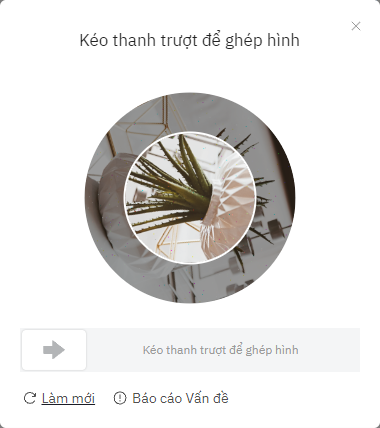 Kéo thanh trượt để ghép hình
Kéo thanh trượt để ghép hình
Làm mới
Báo cáo Vấn đề